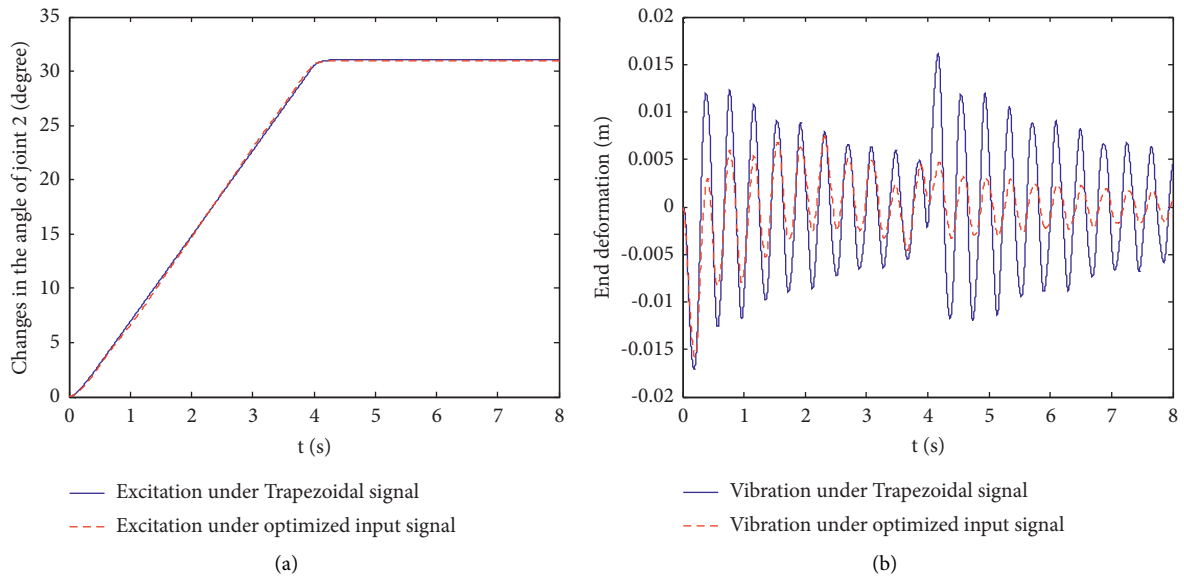 35
30
25
20
15
10
5
0
0 1 2 3 4 5 6 7 8
Changes in the angle of joint 2 (degree)
t (s)
Excitation under Trapezoidal signal
Excitation under optimized input signal
(a)
0.02
0.015
0.01
0.005
0
-0.005
-0.01
-0.015
-0.02
0 1 2 3 4 5 6 7 8
End deformation (m)
t (s)
Vibration under Trapezoidal signal
Vibration under optimized input signal
(b)